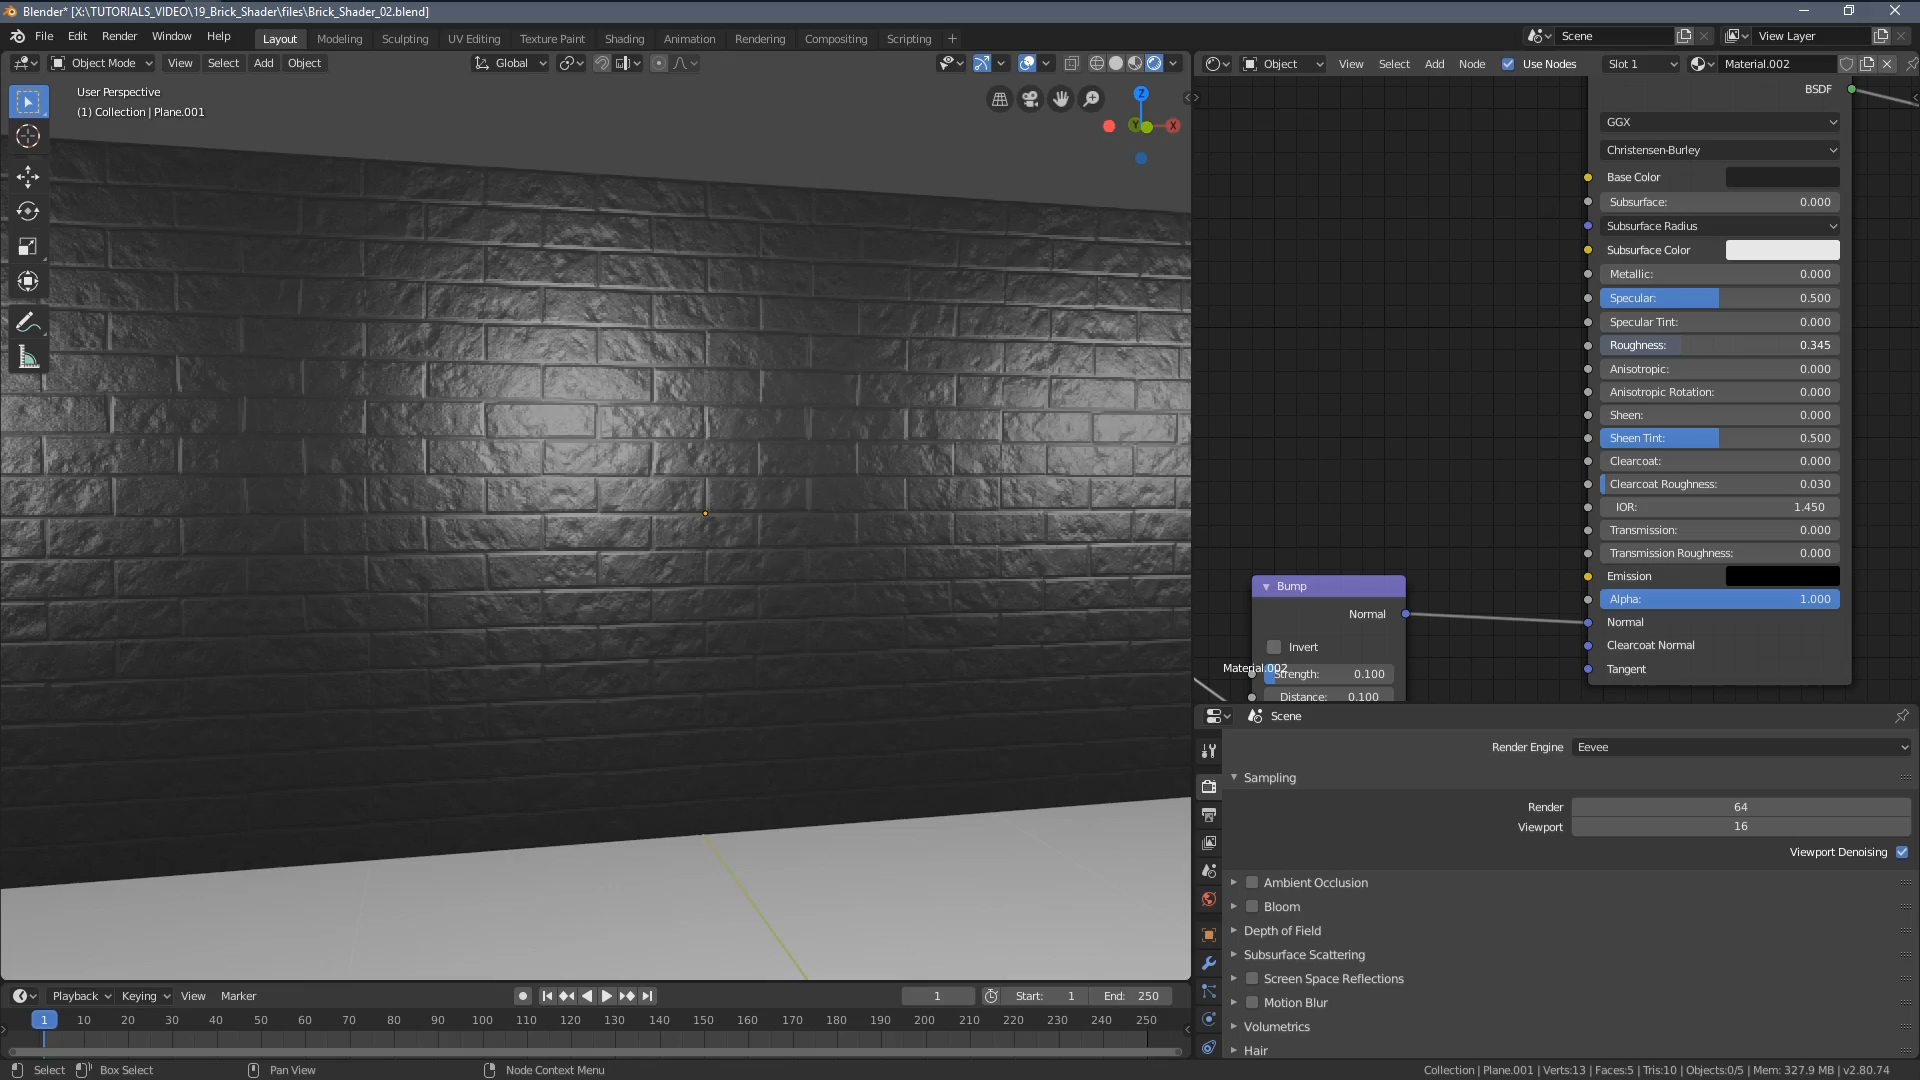 Blender* [X:\TUTORIALS_VIDEO\19_Brick_Shader\files\Brick_Shader_02.blend]
File Edit Render Window Help Layout Modeling Sculpting UV Editing Texture Paint Shading Animation Rendering Compositing Scripting + Scene View Layer
Object Mode View Select Add Object Global Object View Select Add Node Use Nodes Slot 1 Material.002
User Perspective
(1) Collection | Plane.001
Z
Y X
BSDF
GGX
Christensen-Burley
Base Color
Subsurface: 0.000
Subsurface Radius
Subsurface Color
Metallic: 0.000
Specular: 0.500
Specular Tint: 0.000
Roughness: 0.345
Anisotropic: 0.000
Anisotropic Rotation: 0.000
Sheen: 0.000
Sheen Tint: 0.500
Clearcoat: 0.000
Clearcoat Roughness: 0.030
IOR: 1.450
Transmission: 0.000
Transmission Roughness: 0.000
Emission
Alpha: 1.000
Normal
Clearcoat Normal
Tangent
Bump
Normal
Invert
Material.002
Strength: 0.100
Distance: 0.100
Scene
Render Engine Eevee
Sampling
Render 64
Viewport 16
Viewport Denoising
Ambient Occlusion
Bloom
Depth of Field
Subsurface Scattering
Screen Space Reflections
Motion Blur
Volumetrics
Hair
Playback Keying View Marker 1 Start: 1 End: 250
1 10 20 30 40 50 60 70 80 90 100 110 120 130 140 150 160 170 180 190 200 210 220 230 240 250
Select Box Select Pan View Node Context Menu Collection | Plane.001 | Verts:13 | Faces:5 | Tris:10 | Objects:0/5 | Mem: 327.9 MB | v2.80.74